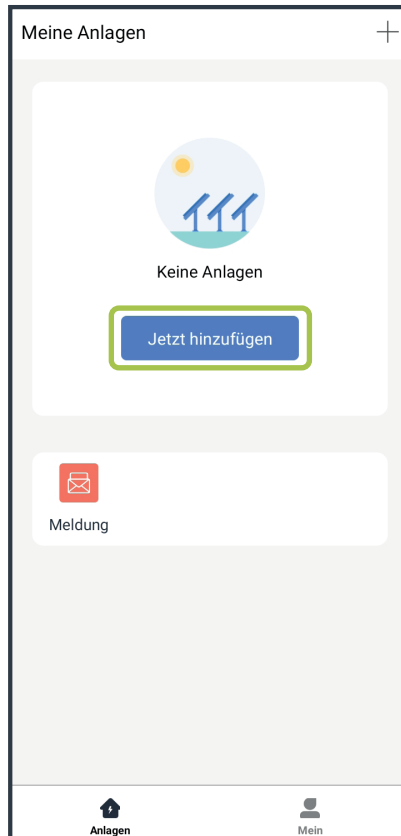 Meine Anlagen
Keine Anlagen
Jetzt hinzufügen
Meldung
Anlagen
Mein